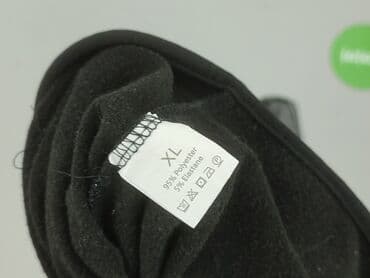 XL
95% Polyester
5% Elastane